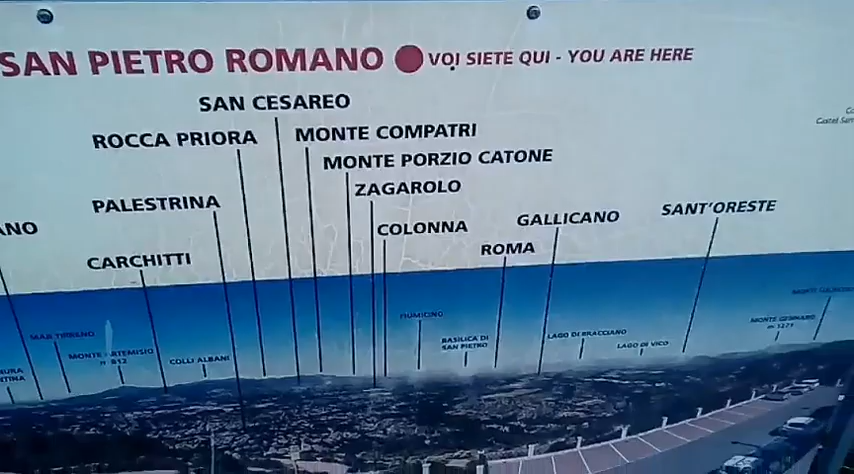 SAN PIETRO ROMANO VOI SIETE QUI - YOU ARE HERE
SAN CESAREO
ROCCA PRIORA
MONTE COMPATRI
MONTE PORZIO CATONE
ZAGAROLO
PALESTRINA
SANT'ORESTE
GALLICANO
COLONNA
ANO
ROMA
CARCHITTI
MAR TIRRENO
FIUMICINO
MONTE GENNARO
m 1271
LAGO DI BRACCIANO
BASILICA DI
SAN PIETRO
LAGO DI VICO
MONTE ARTEMISIO
m 812
COLLI ALBANI